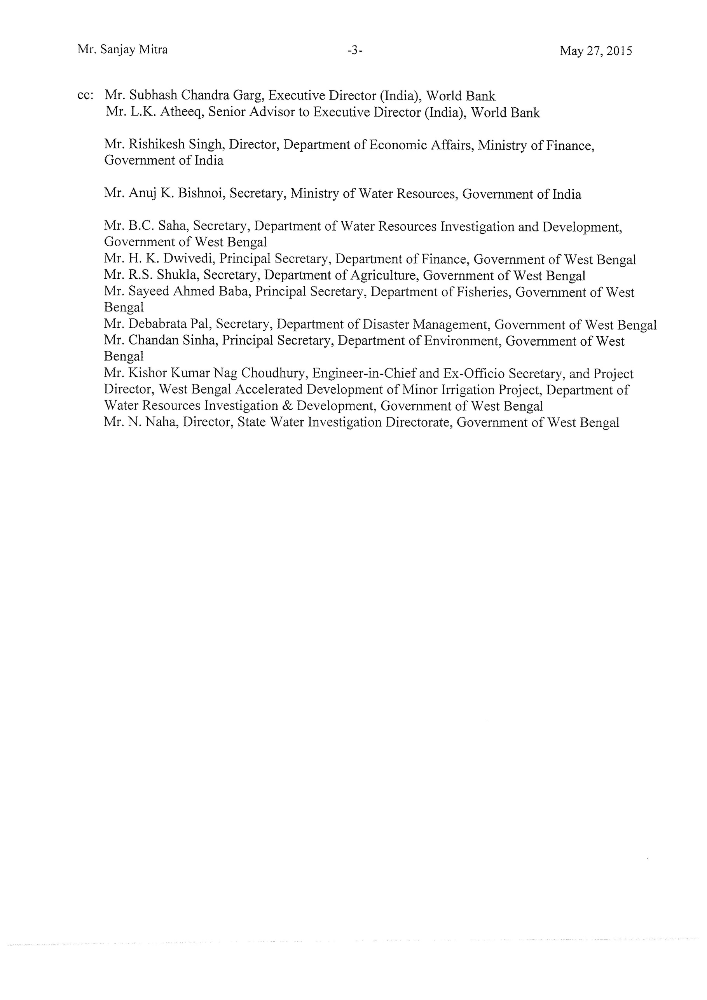 Mr. Sanjay Mitra -3- May 27, 2015
cc: Mr. Subhash Chandra Garg, Executive Director (India), World Bank
Mr. L.K. Atheeq, Senior Advisor to Executive Director (India), World Bank
Mr. Rishikesh Singh, Director, Department of Economic Affairs, Ministry of Finance,
Government of India
Mr. Anuj K. Bishnoi, Secretary, Ministry of Water Resources, Government of India
Mr. B.C. Saha, Secretary, Department of Water Resources Investigation and Development,
Government of West Bengal
Mr. H. K. Dwivedi, Principal Secretary, Department of Finance, Government of West Bengal
Mr. R.S. Shukla, Secretary, Department of Agriculture, Government of West Bengal
Mr. Sayeed Ahmed Baba, Principal Secretary, Department of Fisheries, Government of West
Bengal
Mr. Debabrata Pal, Secretary, Department of Disaster Management, Government of West Bengal
Mr. Chandan Sinha, Principal Secretary, Department of Environment, Government of West
Bengal
Mr. Kishor Kumar Nag Choudhury, Engineer-in-Chief and Ex-Officio Secretary, and Project
Director, West Bengal Accelerated Development of Minor Irrigation Project, Department of
Water Resources Investigation & Development, Government of West Bengal
Mr. N. Naha, Director, State Water Investigation Directorate, Government of West Bengal